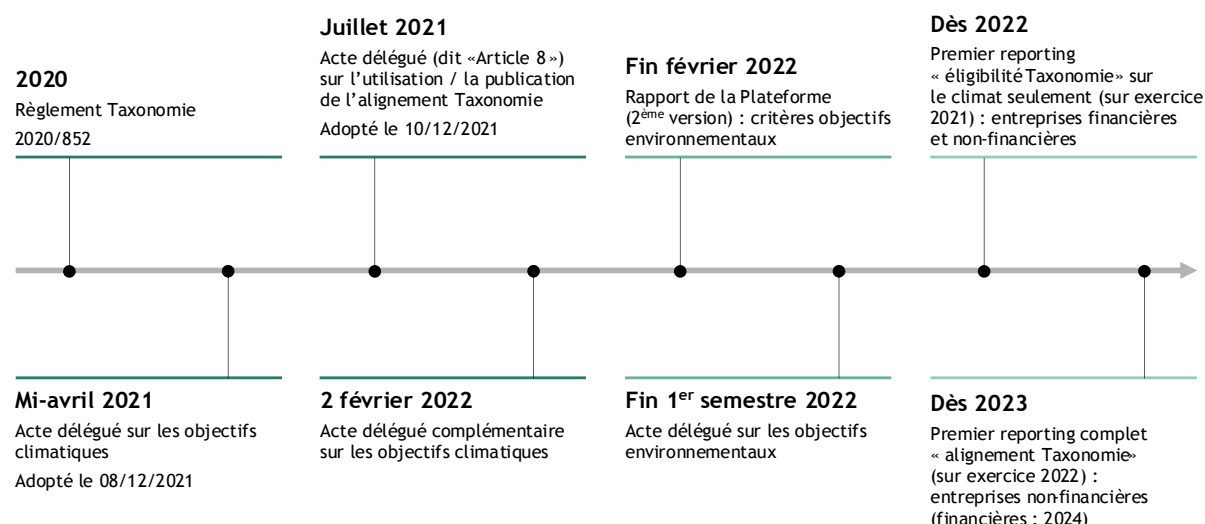 2020
Règlement Taxonomie
2020/852
Juillet 2021
Acte délégué (dit «Article 8»)
sur l’utilisation / la publication
de l’alignement Taxonomie
Adopté le 10/12/2021
Fin février 2022
Rapport de la Plateforme
(2ème version) : critères objectifs
environnementaux
Dès 2022
Premier reporting
« éligibilité Taxonomie» sur
le climat seulement (sur exercice
2021) : entreprises financières
et non-financières
Mi-avril 2021
Acte délégué sur les objectifs
climatiques
Adopté le 08/12/2021
2 février 2022
Acte délégué complémentaire
sur les objectifs climatiques
Fin 1er semestre 2022
Acte délégué sur les objectifs
environnementaux
Dès 2023
Premier reporting complet
« alignement Taxonomie»
(sur exercice 2022) :
entreprises non-financières
(financières : 2024)